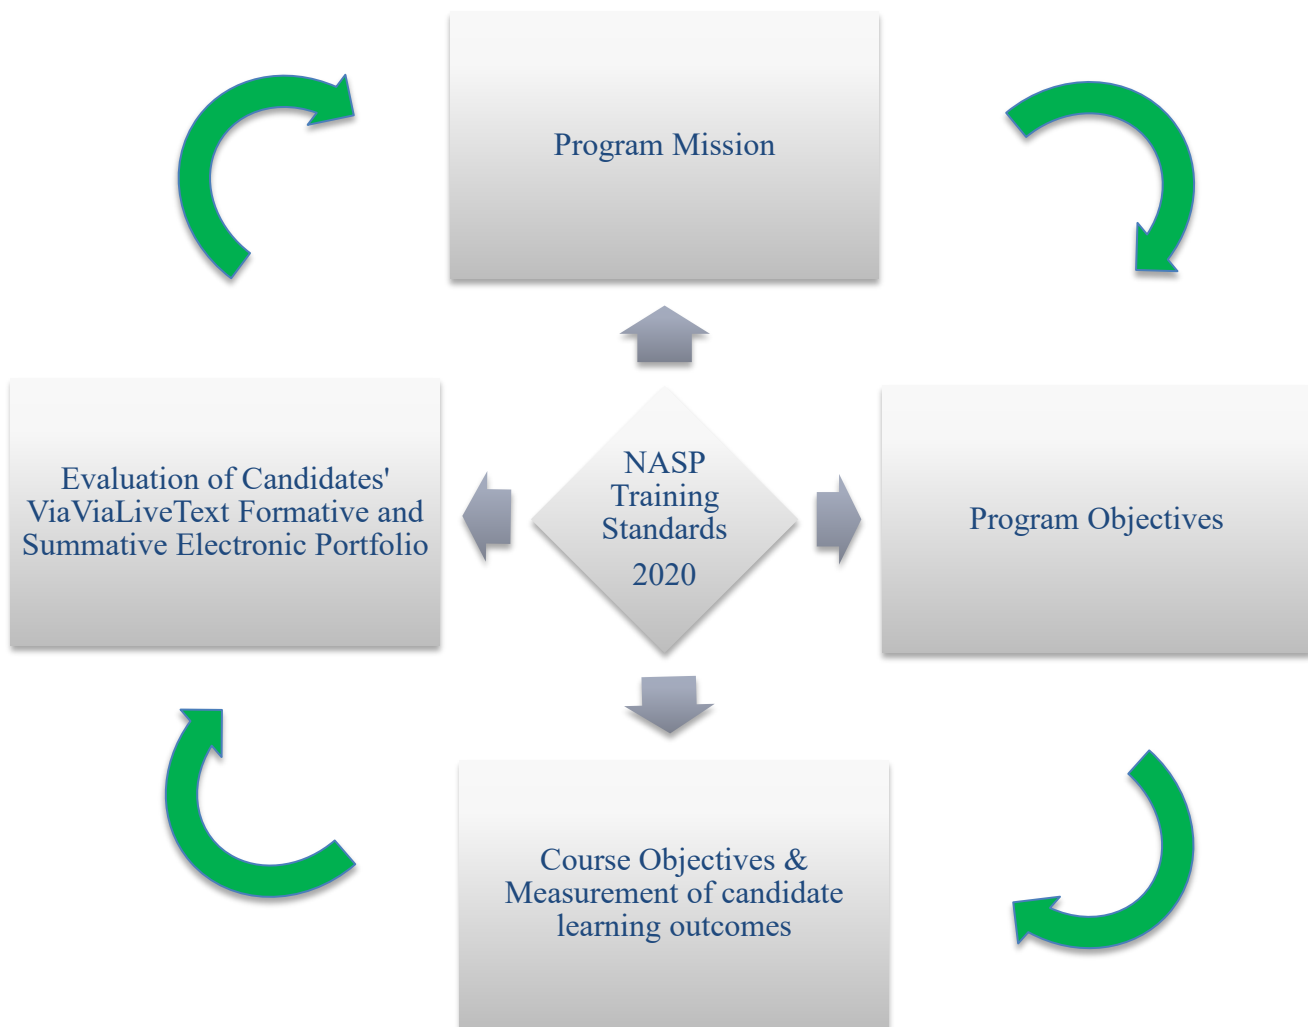 Program Mission
Evaluation of Candidates'
ViaViaLiveText Formative and
Summative Electronic Portfolio
NASP
Training
Standards
2020
Program Objectives
Course Objectives &
Measurement of candidate
learning outcomes